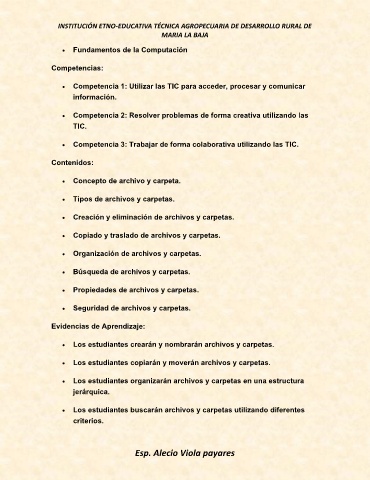 INSTITUCIÓN ETNO-EDUCATIVA TÉCNICA AGROPECUARIA DE DESARROLLO RURAL DE
MARIA LA BAJA
• Fundamentos de la Computación
Competencias:
• Competencia 1: Utilizar las TIC para acceder, procesar y comunicar
información.
• Competencia 2: Resolver problemas de forma creativa utilizando las
TIC.
• Competencia 3: Trabajar de forma colaborativa utilizando las TIC.
Contenidos:
• Concepto de archivo y carpeta.
• Tipos de archivos y carpetas.
• Creación y eliminación de archivos y carpetas.
• Copiado y traslado de archivos y carpetas.
• Organización de archivos y carpetas.
• Búsqueda de archivos y carpetas.
• Propiedades de archivos y carpetas.
• Seguridad de archivos y carpetas.
Evidencias de Aprendizaje:
• Los estudiantes crearán y nombrarán archivos y carpetas.
• Los estudiantes copiarán y moverán archivos y carpetas.
• Los estudiantes organizarán archivos y carpetas en una estructura
jerárquica.
• Los estudiantes buscarán archivos y carpetas utilizando diferentes
criterios.
Esp. Alecio Viola payares